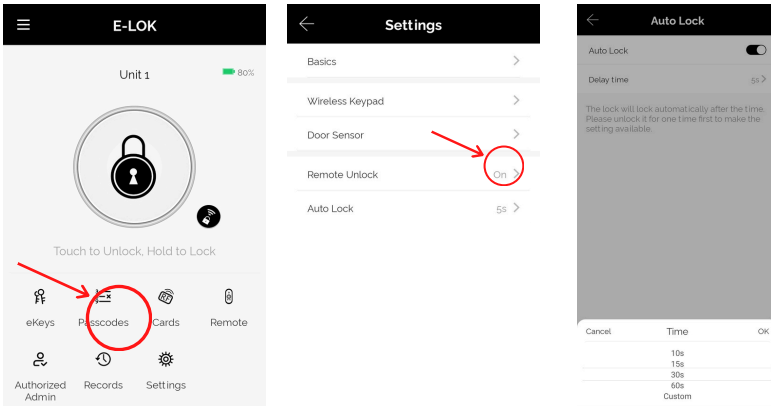 E-LOK
Unit 1
80%
Touch to Unlock, Hold to Lock
eKeys
Passcodes
Cards
Remote
Authorized
Admin
Records
Settings
Settings
Basics
Wireless Keypad
Door Sensor
Remote Unlock
On
Auto Lock
5s
Auto Lock
Auto Lock
Delay time
5s
The lock will lock automatically after the time.
Please unlock it for one time first to make the
setting available.
Cancel
Time
OK
10s
15s
30s
60s
Custom